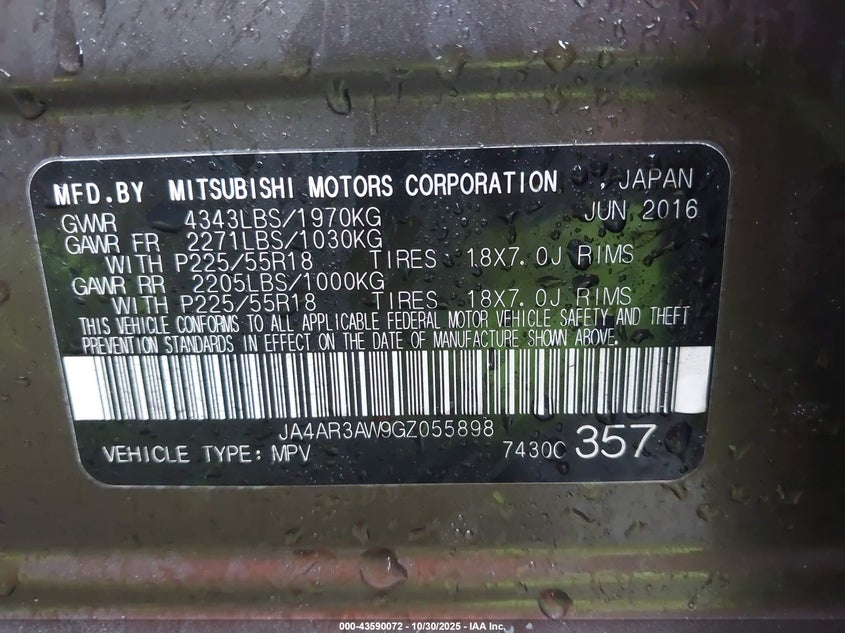 MFD.BY MITSUBISHI MOTORS CORPORATION , JAPAN
GWR 4343LBS/1970KG JUN 2016
GAWR FR 2271LBS/1030KG
WITH P225/55R18 TIRES 18X7.0J RIMS
GAWR RR 2205LBS/1000KG
WITH P225/55R18 TIRES 18X7.0J RIMS
THIS VEHICLE CONFORMS TO ALL APPLICABLE FEDERAL MOTOR VEHICLE SAFETY AND THEFT
PREVENTION STANDARDS IN EFFECT ON THE DATE OF MANUFACTURE SHOWN ABOVE.
JA4AR3AW9GZ055898
VEHICLE TYPE: MPV 7430C 357
000-43590072 - 10/30/2025 - IAA Inc.